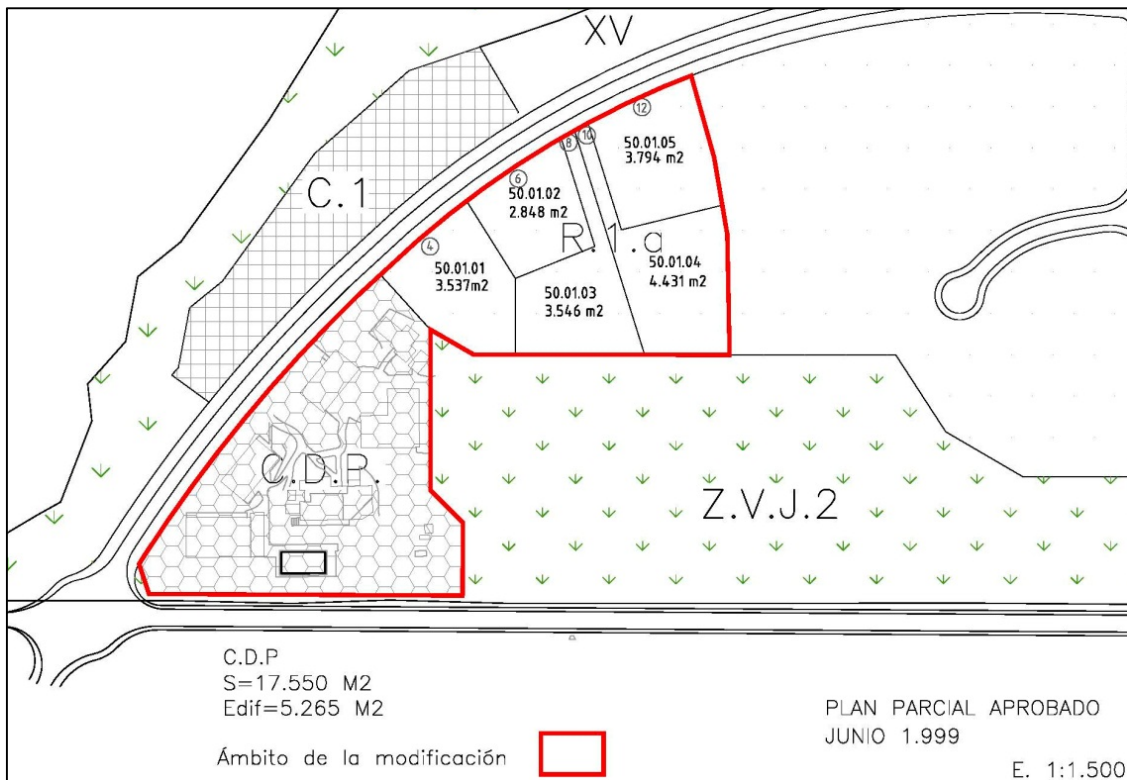 XV
C.1
12
8
10
50.01.05
3.794 m2
6
50.01.02
2.848 m2
R.1.a
4
50.01.01
3.537m2
50.01.04
4.431 m2
50.01.03
3.546 m2
C.D.P.
Z.V.J.2
C.D.P
S=17.550 M2
Edif=5.265 M2
PLAN PARCIAL APROBADO
JUNIO 1.999
Ámbito de la modificación
E. 1:1.500